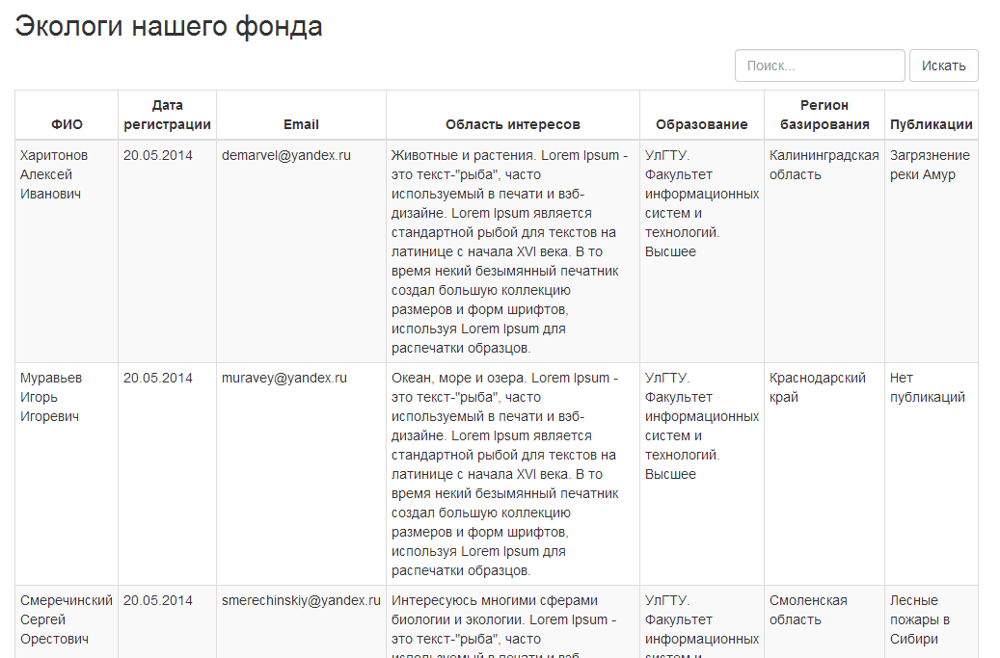 Экологи нашего фонда
Поиск...
Искать
ФИО
Дата
регистрации
Email
Область интересов
Образование
Регион
базирования
Публикации
Харитонов
Алексей
Иванович
20.05.2014
demarvel@yandex.ru
Животные и растения. Lorem Ipsum -
это текст-"рыба", часто
используемый в печати и вэб-
дизайне. Lorem Ipsum является
стандартной рыбой для текстов на
латинице с начала XVI века. В то
время некий безымянный печатник
создал большую коллекцию
размеров и форм шрифтов,
используя Lorem Ipsum для
распечатки образцов.
УлГТУ.
Факультет
информационных
систем и
технологий.
Высшее
Калининградская
область
Загрязнение
реки Амур
Муравьев
Игорь
Игоревич
20.05.2014
muravey@yandex.ru
Океан, море и озера. Lorem Ipsum -
это текст-"рыба", часто
используемый в печати и вэб-
дизайне. Lorem Ipsum является
стандартной рыбой для текстов на
латинице с начала XVI века. В то
время некий безымянный печатник
создал большую коллекцию
размеров и форм шрифтов,
используя Lorem Ipsum для
распечатки образцов.
УлГТУ.
Факультет
информационных
систем и
технологий.
Высшее
Краснодарский
край
Нет
публикаций
Смеречинский
Сергей
Орестович
20.05.2014
smerechinskiy@yandex.ru
Интересуюсь многими сферами
биологии и экологии. Lorem Ipsum -
это текст-"рыба", часто
используемый в печати и вэб-
УлГТУ.
Факультет
информационных
систем и
Смоленская
область
Лесные
пожары в
Сибири